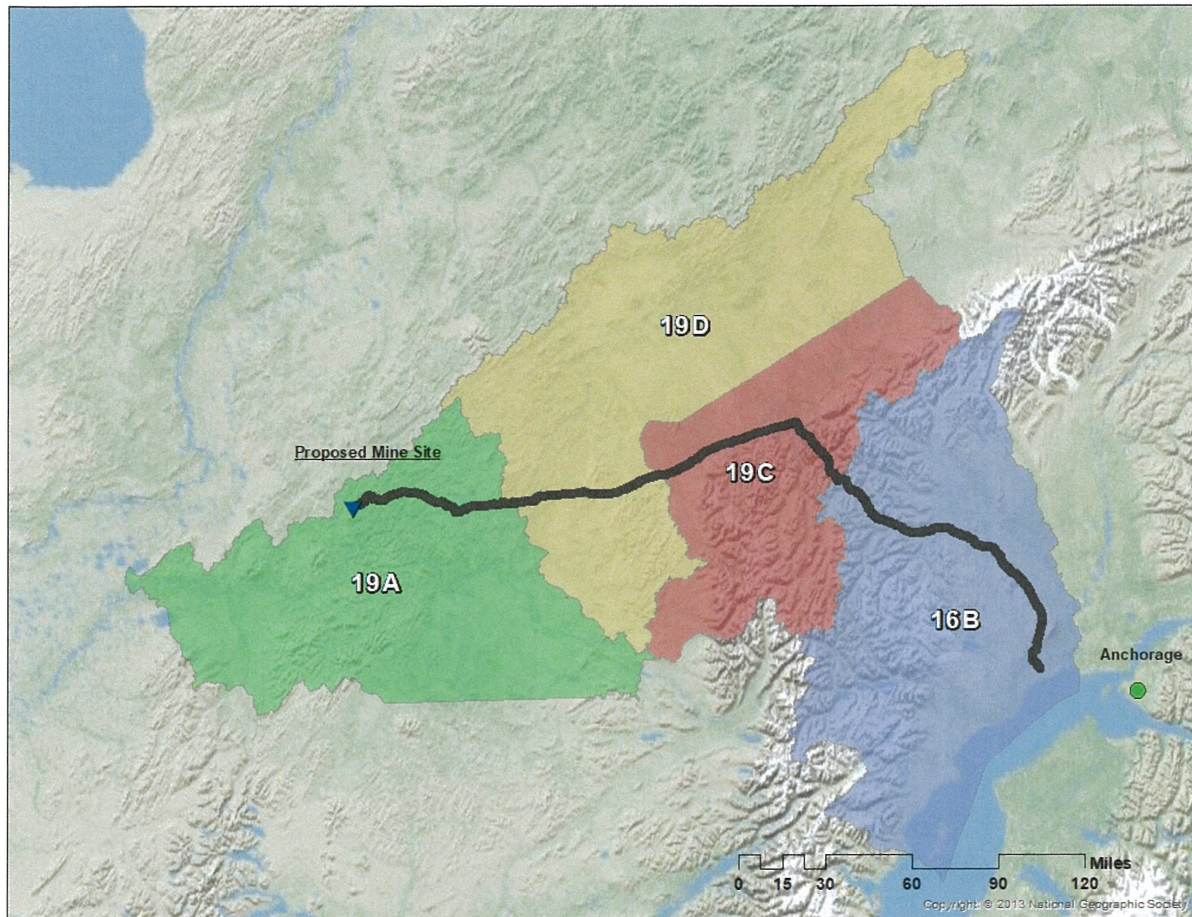 19D
Proposed Mine Site
19C
19A
16B
Anchorage
Miles
0 15 30 60 90 120
Copyright: © 2013 National Geographic Society